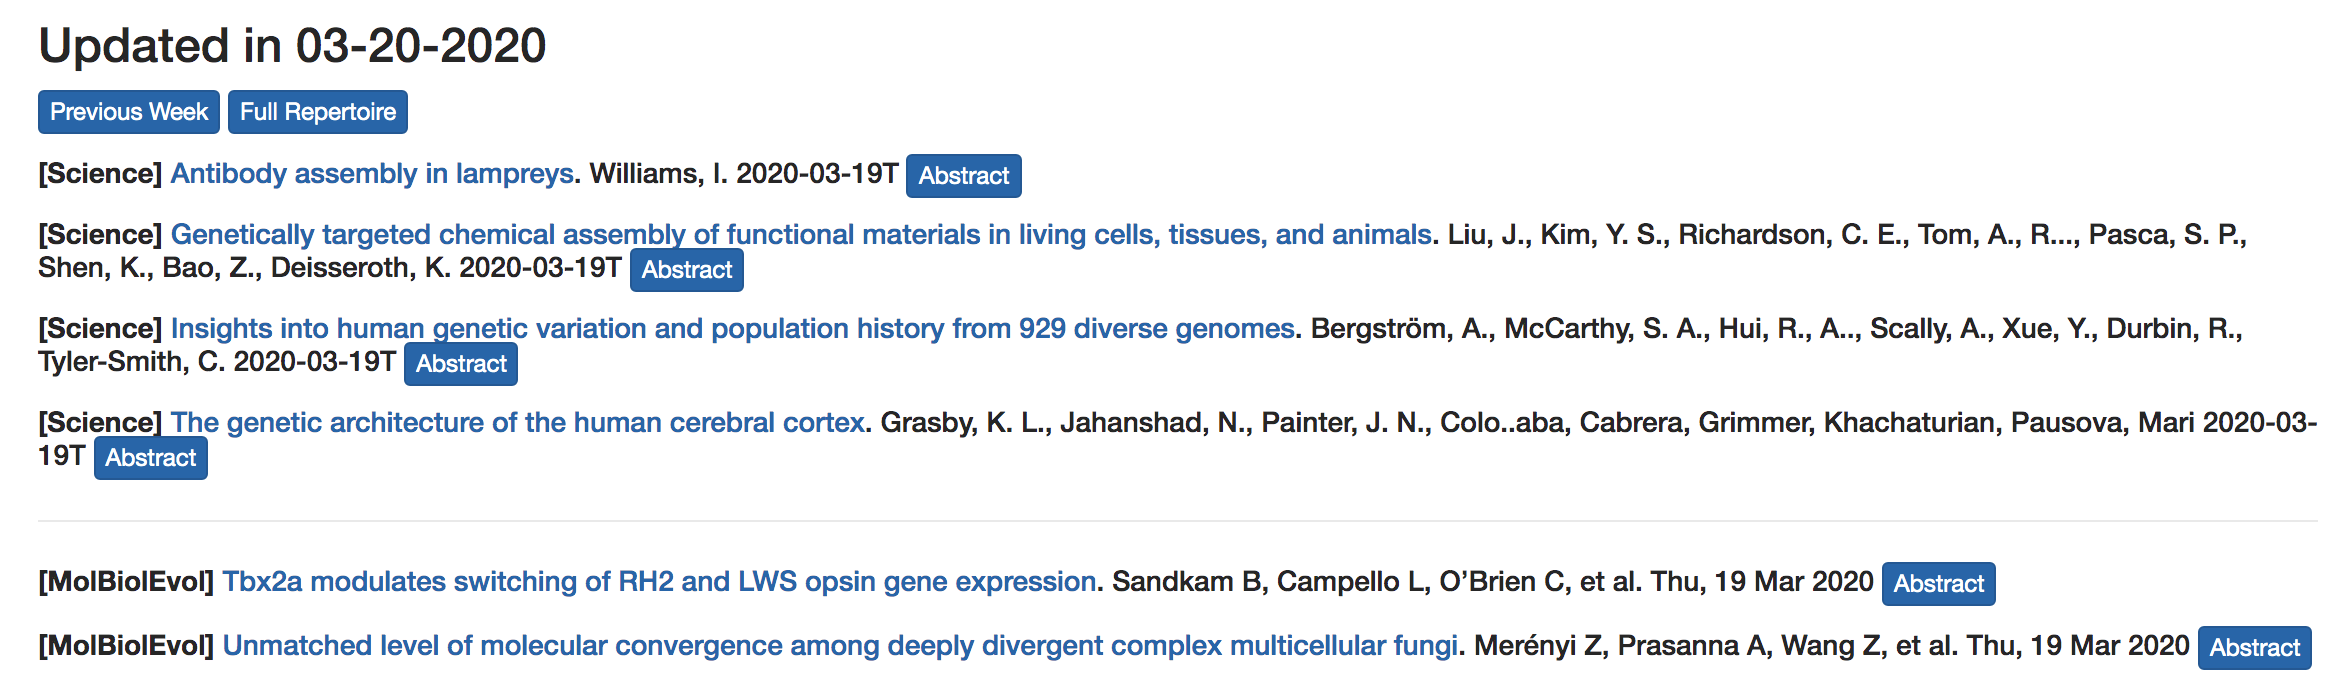 Updated in 03-20-2020
Previous Week Full Repertoire
[Science] Antibody assembly in lampreys. Williams, I. 2020-03-19T Abstract
[Science] Genetically targeted chemical assembly of functional materials in living cells, tissues, and animals. Liu, J., Kim, Y. S., Richardson, C. E., Tom, A., R..., Pasca, S. P.,
Shen, K., Bao, Z., Deisseroth, K. 2020-03-19T Abstract
[Science] Insights into human genetic variation and population history from 929 diverse genomes. Bergström, A., McCarthy, S. A., Hui, R., A.., Scally, A., Xue, Y., Durbin, R.,
Tyler-Smith, C. 2020-03-19T Abstract
[Science] The genetic architecture of the human cerebral cortex. Grasby, K. L., Jahanshad, N., Painter, J. N., Colo..aba, Cabrera, Grimmer, Khachaturian, Pausova, Mari 2020-03-
19T Abstract
[MolBiolEvol] Tbx2a modulates switching of RH2 and LWS opsin gene expression. Sandkam B, Campello L, O’Brien C, et al. Thu, 19 Mar 2020 Abstract
[MolBiolEvol] Unmatched level of molecular convergence among deeply divergent complex multicellular fungi. Merényi Z, Prasanna A, Wang Z, et al. Thu, 19 Mar 2020 Abstract